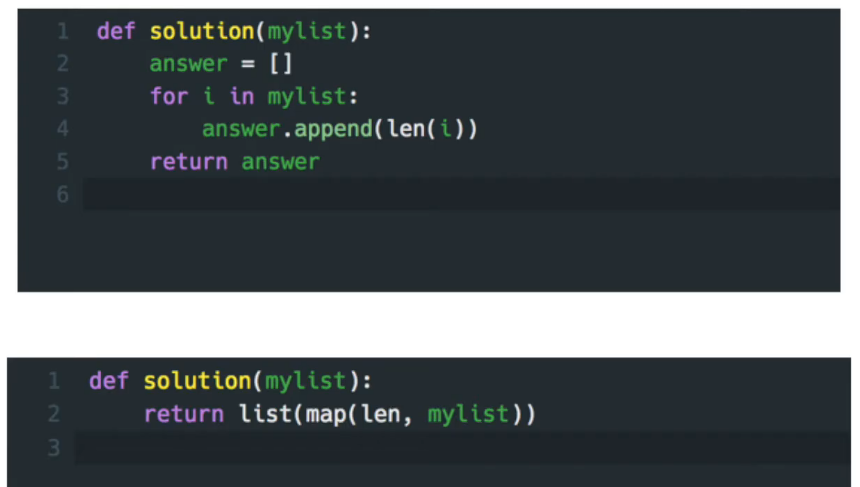 1 def solution(mylist):
2     answer = []
3     for i in mylist:
4         answer.append(len(i))
5     return answer
6
1 def solution(mylist):
2     return list(map(len, mylist))
3